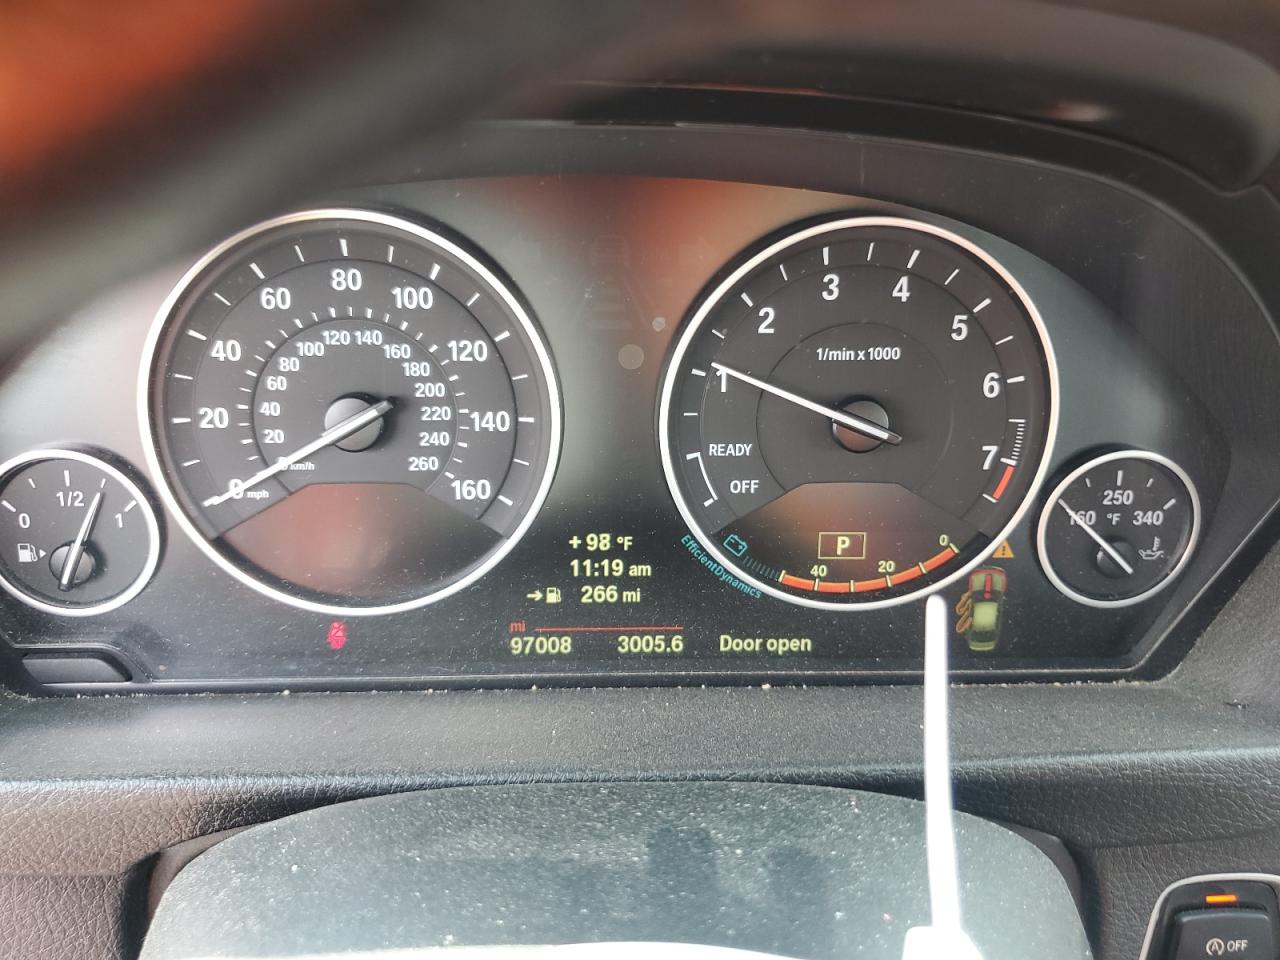 80
60 100
40 120
20 140
0 mph 160
120 140
100 160
80 180
60 200
40 220
20 240
km/h 260
0 1/2 1
3 4
2 5
1 6
7
1/min x 1000
READY
OFF
P
40 20 0
EfficientDynamics
250
160 °F 340
+98 °F
11:19 am
266 mi
mi
97008 3005.6 Door open
A OFF